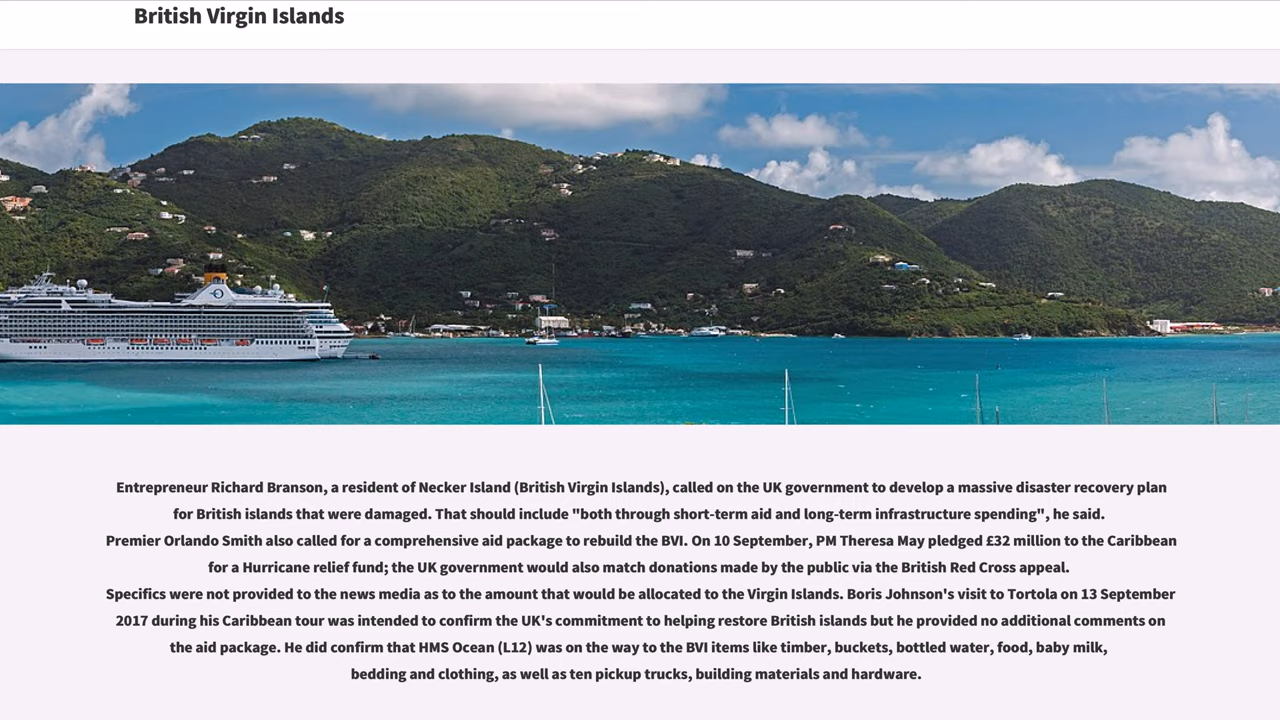 British Virgin Islands
Entrepreneur Richard Branson, a resident of Necker Island (British Virgin Islands), called on the UK government to develop a massive disaster recovery plan
for British islands that were damaged. That should include "both through short-term aid and long-term infrastructure spending", he said.
Premier Orlando Smith also called for a comprehensive aid package to rebuild the BVI. On 10 September, PM Theresa May pledged £32 million to the Caribbean
for a Hurricane relief fund; the UK government would also match donations made by the public via the British Red Cross appeal.
Specifics were not provided to the news media as to the amount that would be allocated to the Virgin Islands. Boris Johnson's visit to Tortola on 13 September
2017 during his Caribbean tour was intended to confirm the UK's commitment to helping restore British islands but he provided no additional comments on
the aid package. He did confirm that HMS Ocean (L12) was on the way to the BVI items like timber, buckets, bottled water, food, baby milk,
bedding and clothing, as well as ten pickup trucks, building materials and hardware.